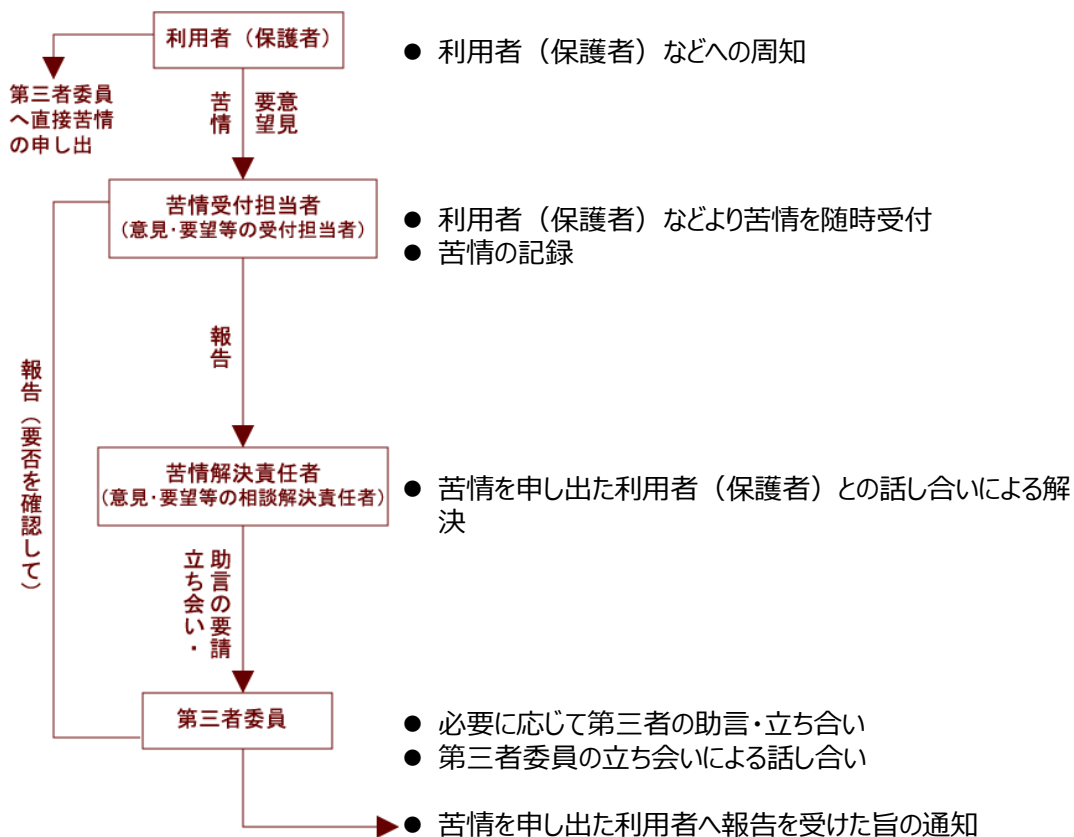 利用者（保護者）
● 利用者（保護者）などへの周知
第三者委員
へ直接苦情
の申し出
苦情
意見
要望
苦情受付担当者
（意見・要望等の受付担当者）
● 利用者（保護者）などより苦情を随時受付
● 苦情の記録
報告
報告（要否を確認して）
苦情解決責任者
（意見・要望等の相談解決責任者）
● 苦情を申し出た利用者（保護者）との話し合いによる解
決
立ち会い・
助言の要請
第三者委員
● 必要に応じて第三者の助言・立ち合い
● 第三者委員の立ち会いによる話し合い
● 苦情を申し出た利用者へ報告を受けた旨の通知